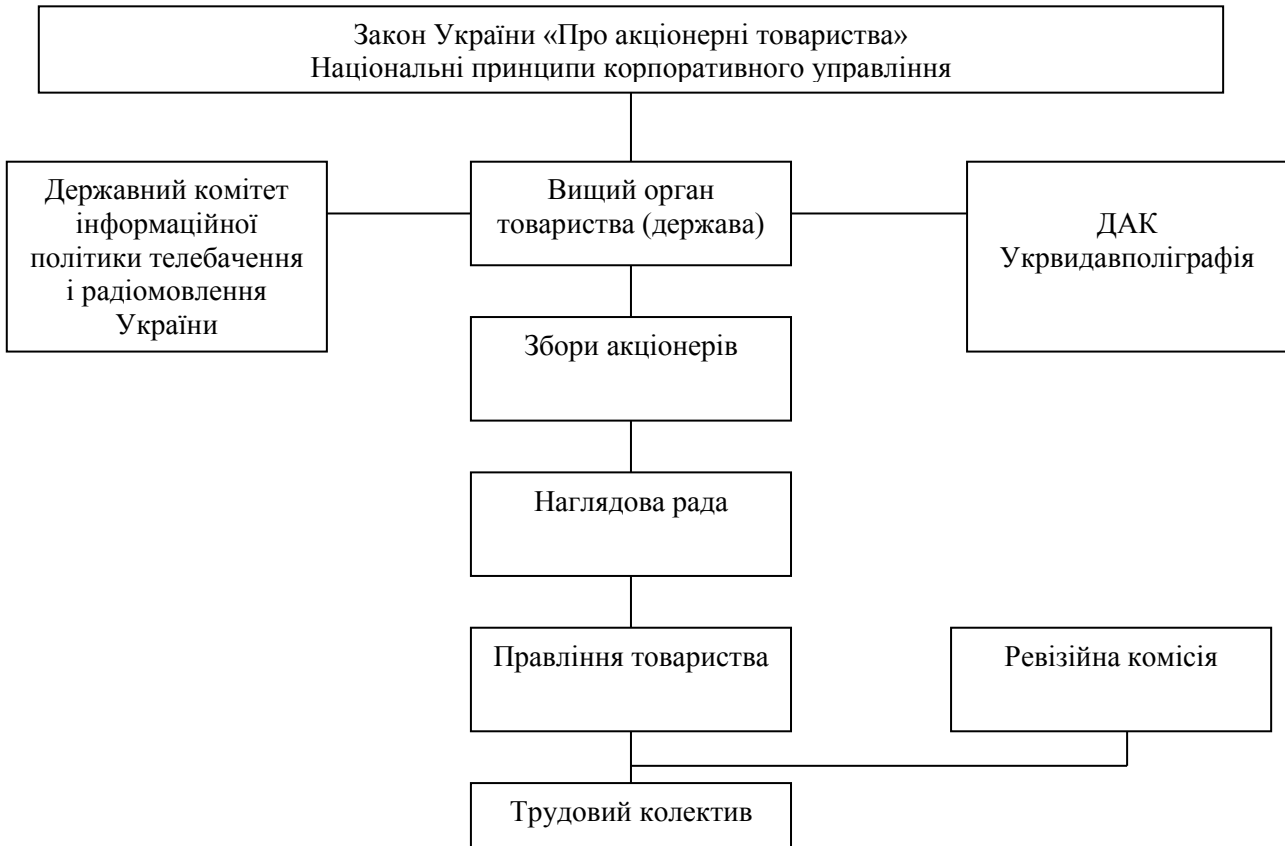 Закон України «Про акціонерні товариства»
Національні принципи корпоративного управління
Державний комітет
інформаційної
політики телебачення
і радіомовлення
України
Вищий орган
товариства (держава)
ДАК
Укрвидавполіграфія
Збори акціонерів
Наглядова рада
Правління товариства
Ревізійна комісія
Трудовий колектив